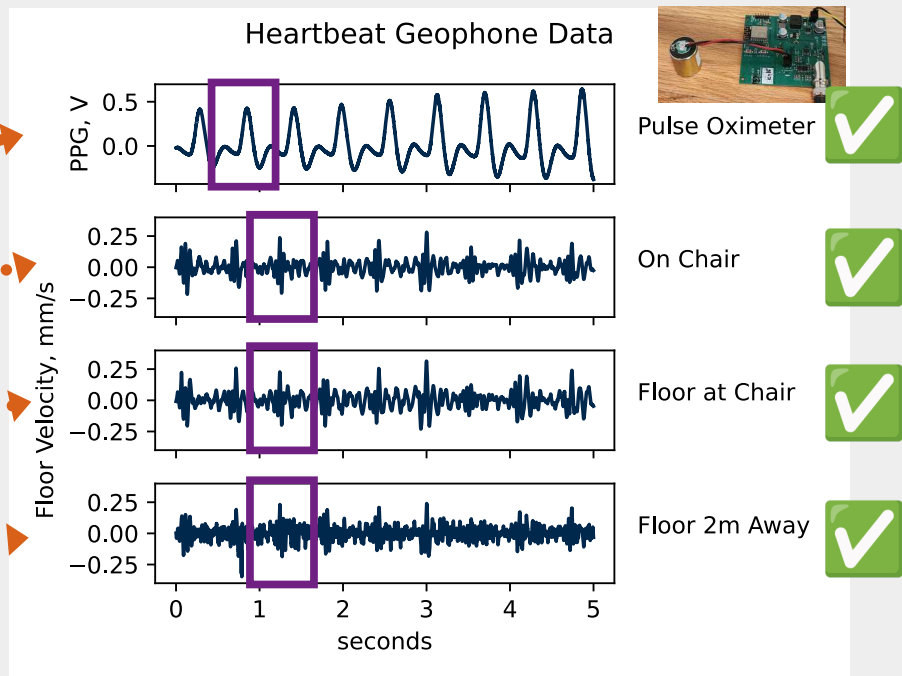 Heartbeat Geophone Data
PPG, V
0.5
0.0
Pulse Oximeter
Floor Velocity, mm/s
0.25
0.00
−0.25
On Chair
0.25
0.00
−0.25
Floor at Chair
0.25
0.00
−0.25
Floor 2m Away
0 1 2 3 4 5
seconds